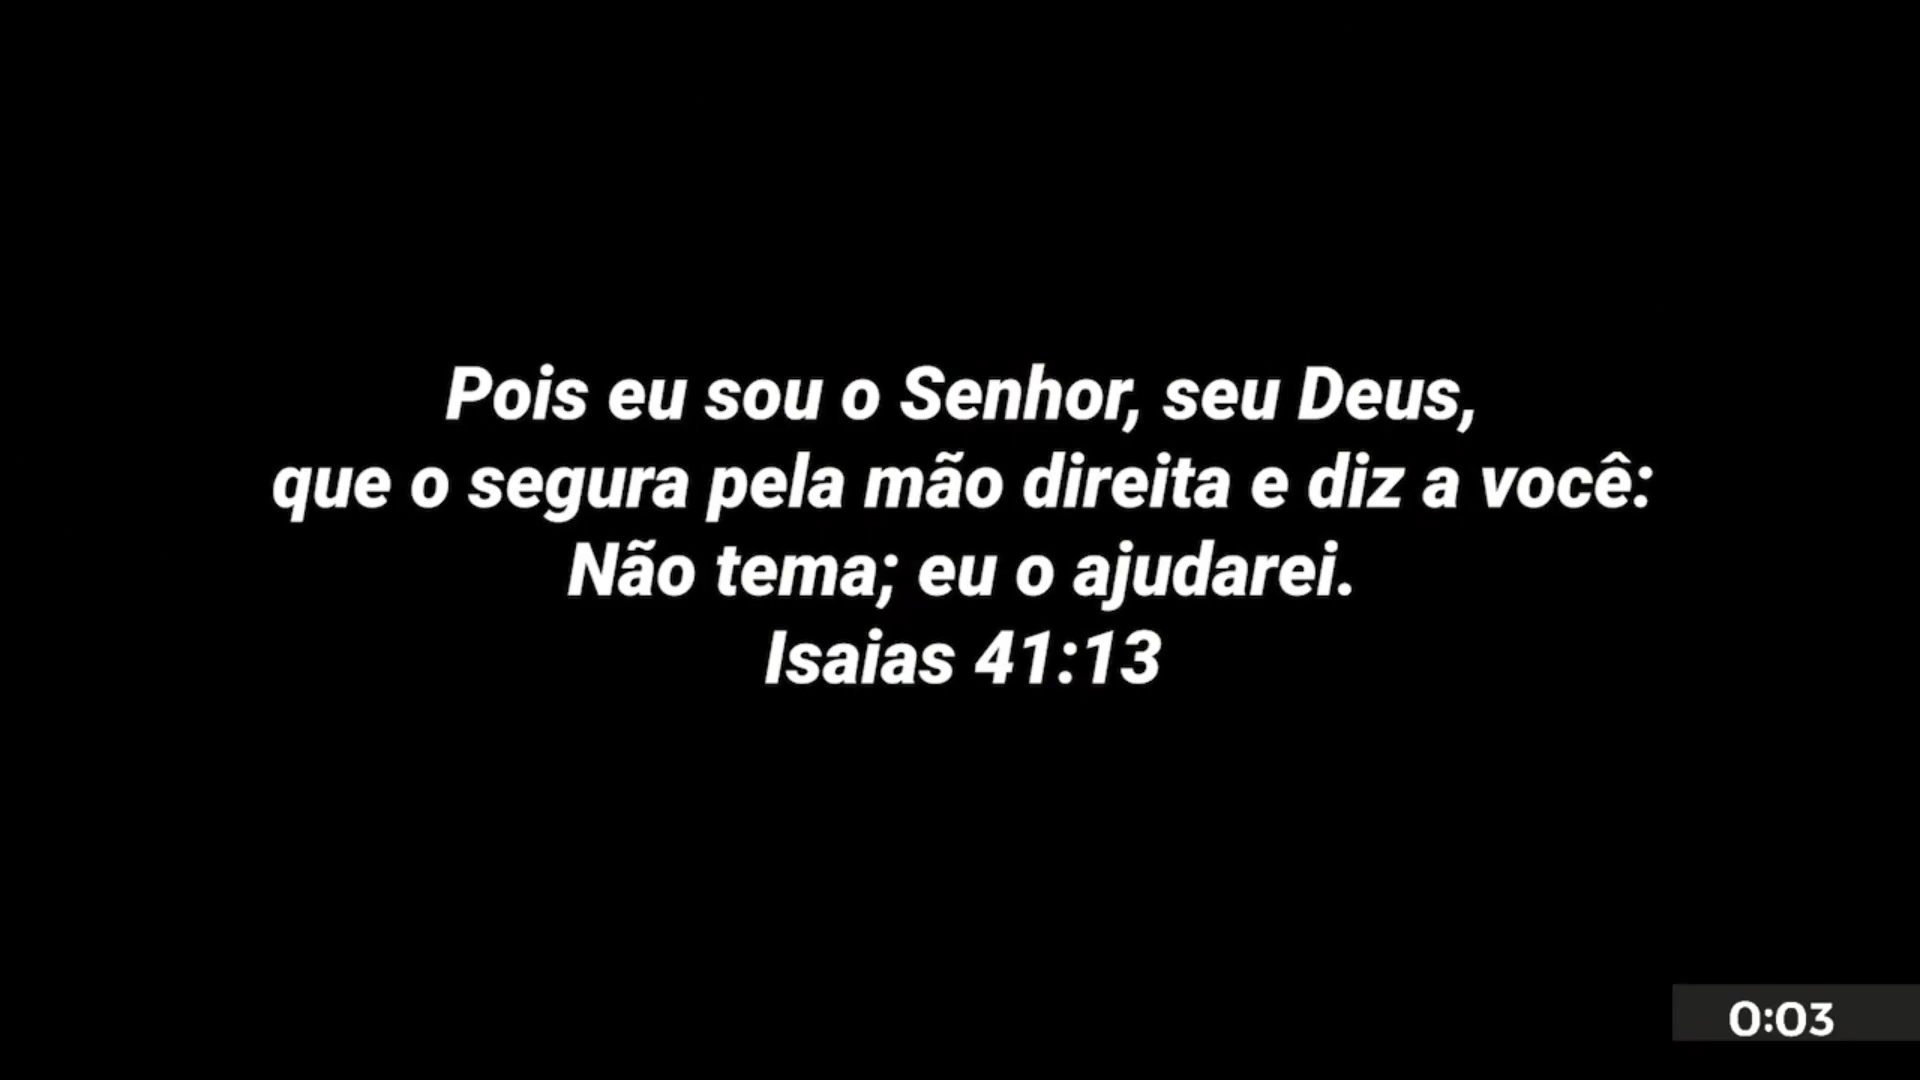 Pois eu sou o Senhor, seu Deus,
que o segura pela mão direita e diz a você:
Não tema; eu o ajudarei.
Isaias 41:13
0:03